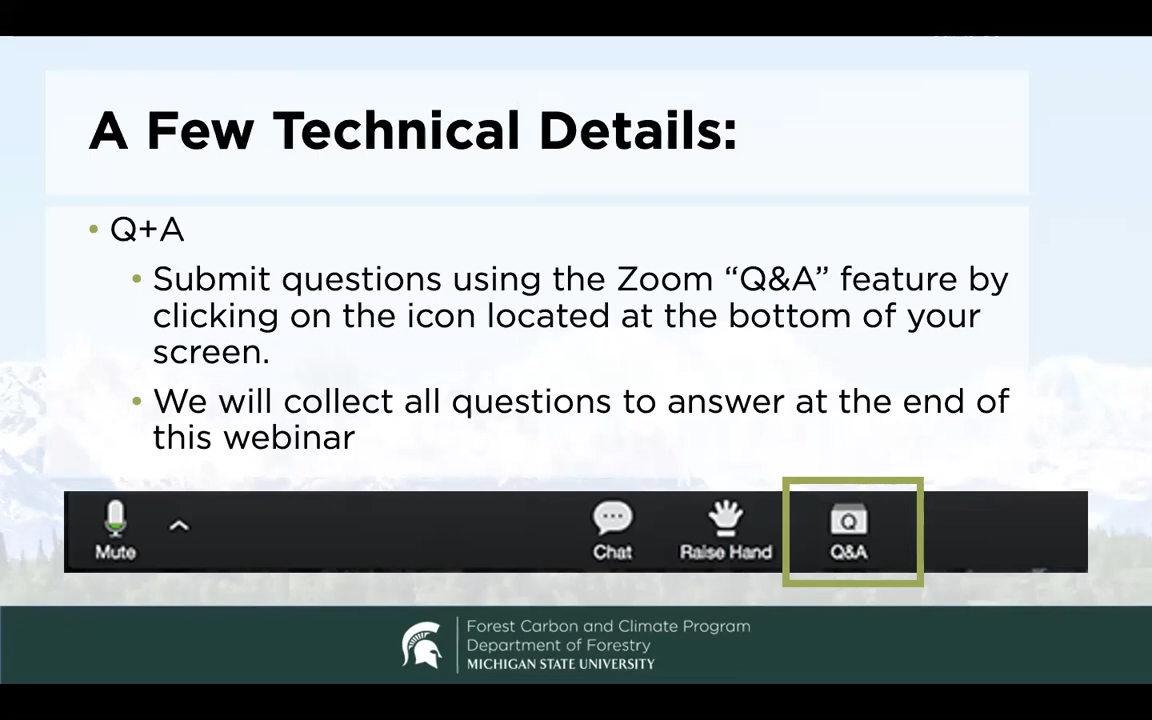 A Few Technical Details:
• Q+A
• Submit questions using the Zoom “Q&A” feature by
clicking on the icon located at the bottom of your
screen.
• We will collect all questions to answer at the end of
this webinar
Mute
Chat
Raise Hand
Q
Q&A
Forest Carbon and Climate Program
Department of Forestry
MICHIGAN STATE UNIVERSITY